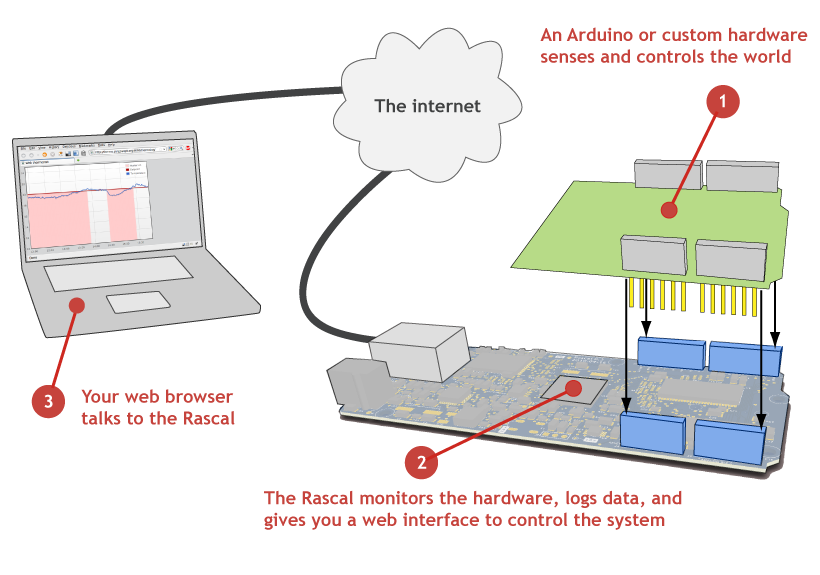 An Arduino or custom hardware
senses and controls the world
1
The internet
3
Your web browser
talks to the Rascal
2
The Rascal monitors the hardware, logs data, and
gives you a web interface to control the system